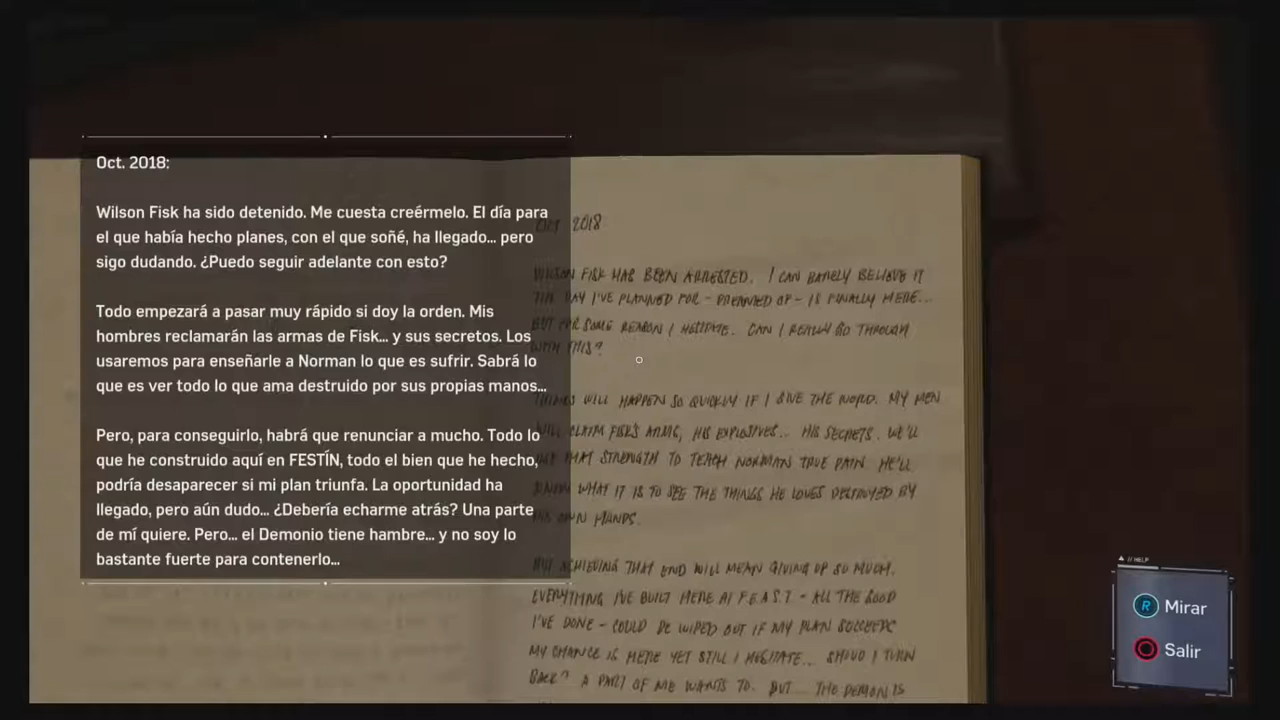 Oct. 2018:
Wilson Fisk ha sido detenido. Me cuesta creérmelo. El día para
el que había hecho planes, con el que soñé, ha llegado... pero
sigo dudando. ¿Puedo seguir adelante con esto?
Todo empezará a pasar muy rápido si doy la orden. Mis
hombres reclamarán las armas de Fisk... y sus secretos. Los
usaremos para enseñarle a Norman lo que es sufrir. Sabrá lo
que es ver todo lo que ama destruido por sus propias manos...
Pero, para conseguirlo, habrá que renunciar a mucho. Todo lo
que he construido aquí en FESTÍN, todo el bien que he hecho,
podría desaparecer si mi plan triunfa. La oportunidad ha
llegado, pero aún dudo... ¿Debería echarme atrás? Una parte
de mí quiere. Pero... el Demonio tiene hambre... y no soy lo
bastante fuerte para contenerlo...
2018
WILSON FISK HAS BEEN ARRESTED. I CAN BARELY BELIEVE IT
THE DAY I'VE PLANNED FOR - DREAMED OF - IS FINALLY HERE...
BUT FOR SOME REASON I HESITATE. CAN I REALLY GO THROUGH
WITH THIS?
THINGS WILL HAPPEN SO QUICKLY IF I GIVE THE WORD. MY MEN
WILL CLAIM FISK'S ARMS, HIS EXPLOSIVES... HIS SECRETS. WE'LL
USE THAT STRENGTH TO TEACH NORMAN TRUE PAIN. HE'LL
KNOW WHAT IT IS TO SEE THE THINGS HE LOVES DESTROYED BY
HIS OWN HANDS.
BUT ACHIEVING THAT END WILL MEAN GIVING UP SO MUCH.
EVERYTHING I'VE BUILT HERE AT F.E.A.S.T. - ALL THE GOOD
I'VE DONE - COULD BE WIPED OUT IF MY PLAN SUCCEEDS
MY CHANCE IS HERE YET STILL I HESITATE... SHOUD I TURN
BACK? A PART OF ME WANTS TO. BUT... THE DEMON IS
// HELP
R Mirar
Salir